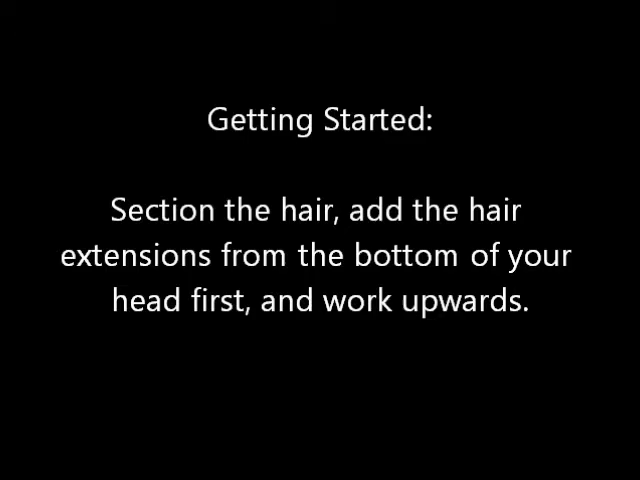 Getting Started:
Section the hair, add the hair
extensions from the bottom of your
head first, and work upwards.